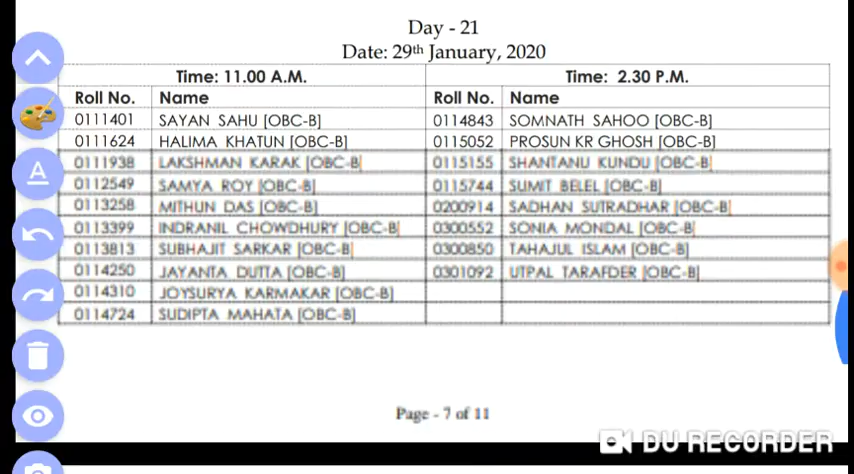 Day - 21
Date: 29th January, 2020
Time: 11.00 A.M. Time: 2.30 P.M.
Roll No. Name Roll No. Name
0111401 SAYAN SAHU [OBC-B] 0114843 SOMNATH SAHOO [OBC-B]
0111624 HALIMA KHATUN [OBC-B] 0115052 PROSUN KR GHOSH [OBC-B]
0111938 LAKSHMAN KARAK [OBC-B] 0115155 SHANTANU KUNDU [OBC-B]
0112549 SAMYA ROY [OBC-B] 0115744 SUMIT BELEL [OBC-B]
0113258 MITHUN DAS [OBC-B] 0200914 SADHAN SUTRADHAR [OBC-B]
0113399 INDRANIL CHOWDHURY [OBC-B] 0300552 SONIA MONDAL [OBC-B]
0113813 SUBHAJIT SARKAR [OBC-B] 0300850 TAHAJUL ISLAM [OBC-B]
0114250 JAYANTA DUTTA [OBC-B] 0301092 UTPAL TARAFDER [OBC-B]
0114310 JOYSURYA KARMAKAR [OBC-B]
0114724 SUDIPTA MAHATA [OBC-B]
Page - 7 of 11
DU RECORDER